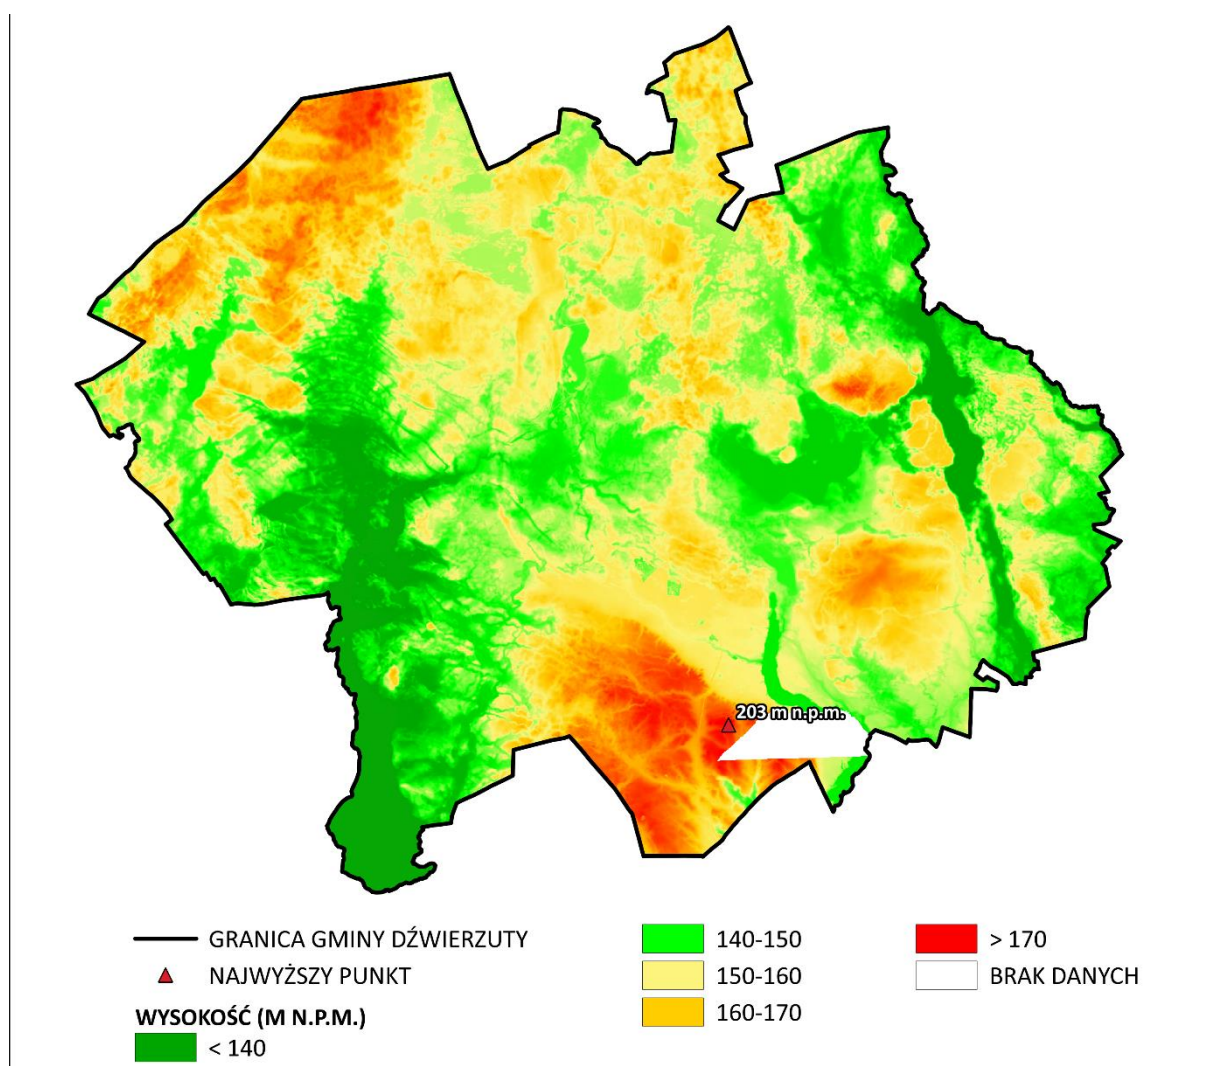 203 m n.p.m.
GRANICA GMINY DŹWIERZUTY
NAJWYŻSZY PUNKT
WYSOKOŚĆ (M N.P.M.)
< 140
140-150
150-160
160-170
> 170
BRAK DANYCH